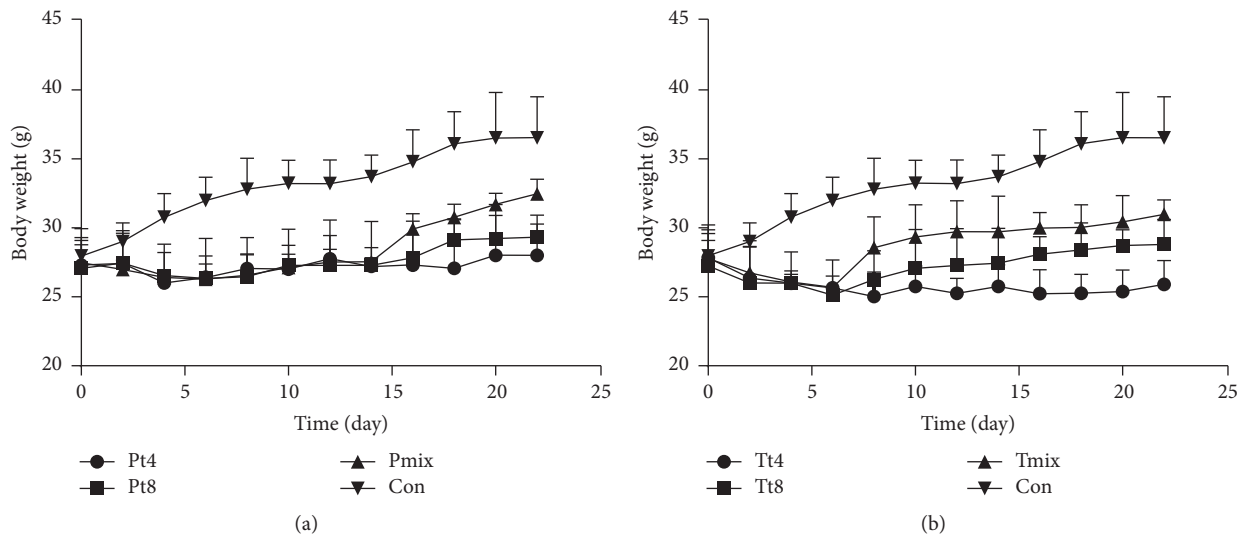 45
40
35
30
25
20
Body weight (g)
0 5 10 15 20 25
Time (day)
Pt4 Pmix
Pt8 Con
(a)
45
40
35
30
25
20
Body weight (g)
0 5 10 15 20 25
Time (day)
Tt4 Tmix
Tt8 Con
(b)